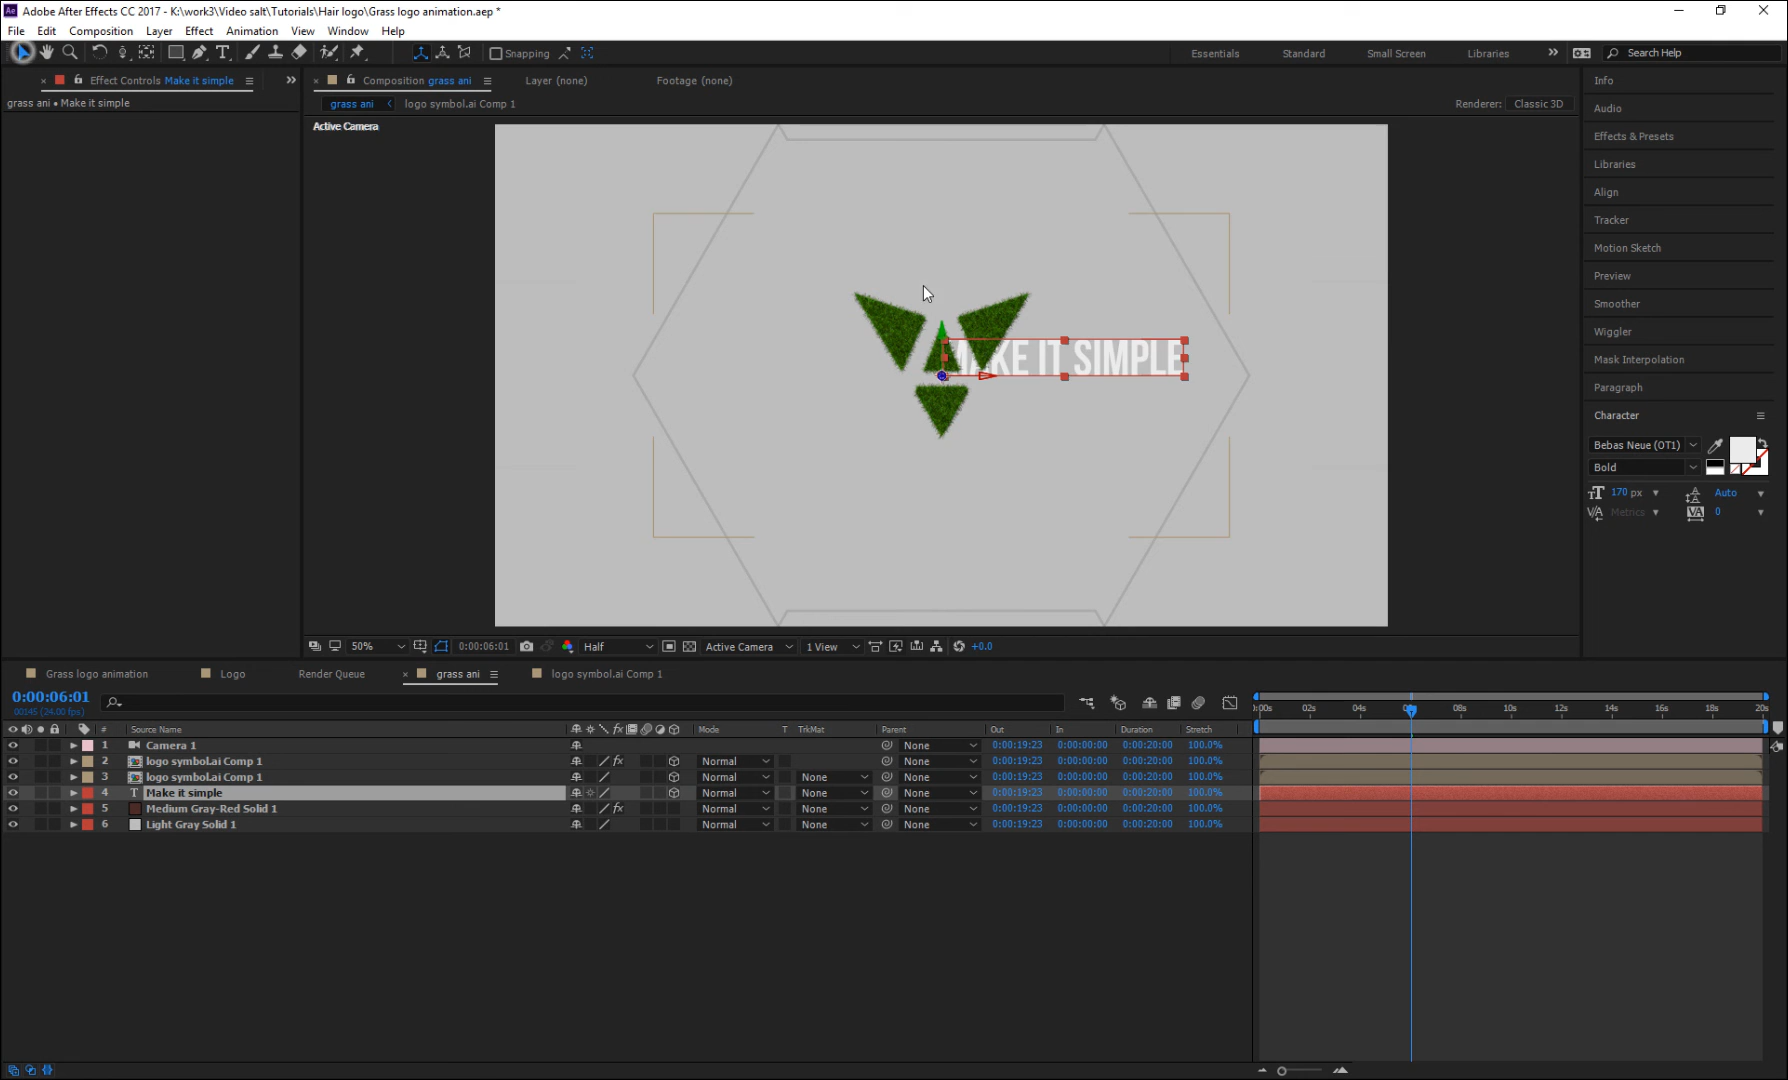 Adobe After Effects CC 2017 - K:\work3\Video salt\Tutorials\Hair logo\Grass logo animation.aep *
File Edit Composition Layer Effect Animation View Window Help
Snapping Essentials Standard Small Screen Libraries Search Help
Effect Controls Make it simple
grass ani • Make it simple
Composition grass ani Layer (none) Footage (none)
grass ani logo symbol.ai Comp 1 Renderer: Classic 3D
Active Camera
MAKE IT SIMPLE
Info
Audio
Effects & Presets
Libraries
Align
Tracker
Motion Sketch
Preview
Smoother
Wiggler
Mask Interpolation
Paragraph
Character
Bebas Neue (OT1)
Bold
170 px Auto
Metrics 0
50% 0:00:06:01 Half Active Camera 1 View +0.0
Grass logo animation Logo Render Queue grass ani logo symbol.ai Comp 1
0:00:06:01
00145 (24.00 fps)
# Source Name Mode T TrkMat Parent Out In Duration Stretch
:00s 02s 04s 08s 10s 12s 14s 16s 18s 20s
1 Camera 1 None 0:00:19:23 0:00:00:00 0:00:20:00 100.0%
2 logo symbol.ai Comp 1 Normal None 0:00:19:23 0:00:00:00 0:00:20:00 100.0%
3 logo symbol.ai Comp 1 Normal None None 0:00:19:23 0:00:00:00 0:00:20:00 100.0%
4 T Make it simple Normal None None 0:00:19:23 0:00:00:00 0:00:20:00 100.0%
5 Medium Gray-Red Solid 1 Normal None None 0:00:19:23 0:00:00:00 0:00:20:00 100.0%
6 Light Gray Solid 1 Normal None None 0:00:19:23 0:00:00:00 0:00:20:00 100.0%